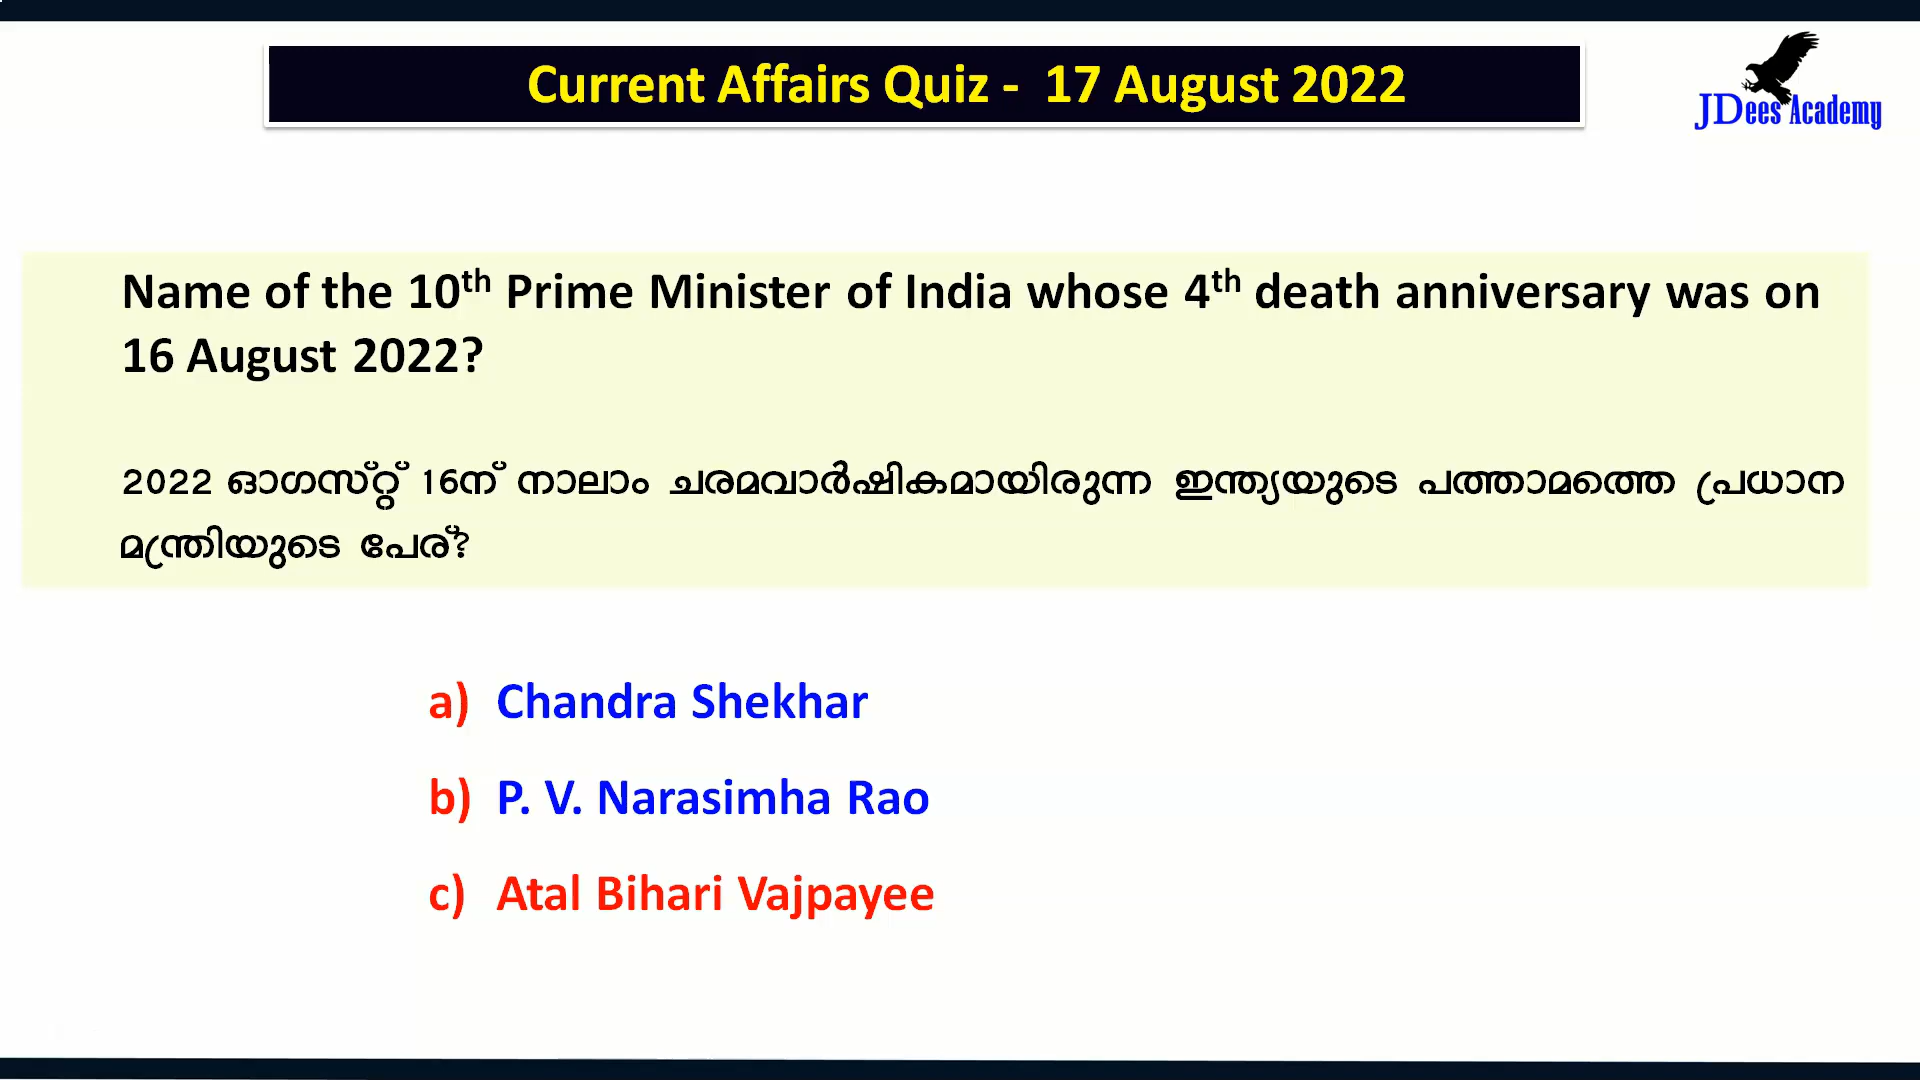 Current Affairs Quiz - 17 August 2022
JDees Academy
Name of the 10th Prime Minister of India whose 4th death anniversary was on
16 August 2022?
2022 ഓഗസ്റ്റ് 16ന് നാലാം ചരമവാർഷികമായിരുന്ന ഇന്ത്യയുടെ പത്താമത്തെ പ്രധാന
മന്ത്രിയുടെ പേര്?
a) Chandra Shekhar
b) P. V. Narasimha Rao
c) Atal Bihari Vajpayee